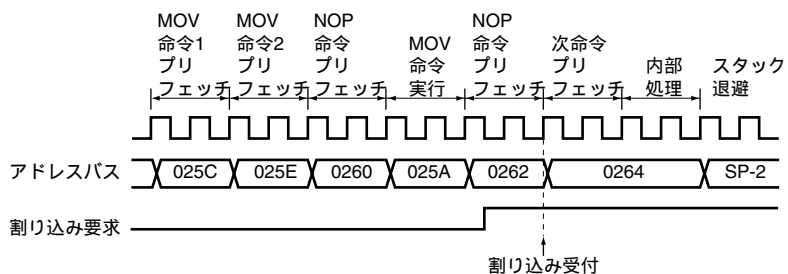 MOV
命令1
プリ
フェッチ
MOV
命令2
プリ
フェッチ
NOP
命令
プリ
フェッチ
MOV
命令
実行
NOP
命令
プリ
フェッチ
次命令
プリ
フェッチ
内部
処理
スタック
退避
アドレスバス 025C 025E 0260 025A 0262 0264 SP-2
割り込み要求
割り込み受付